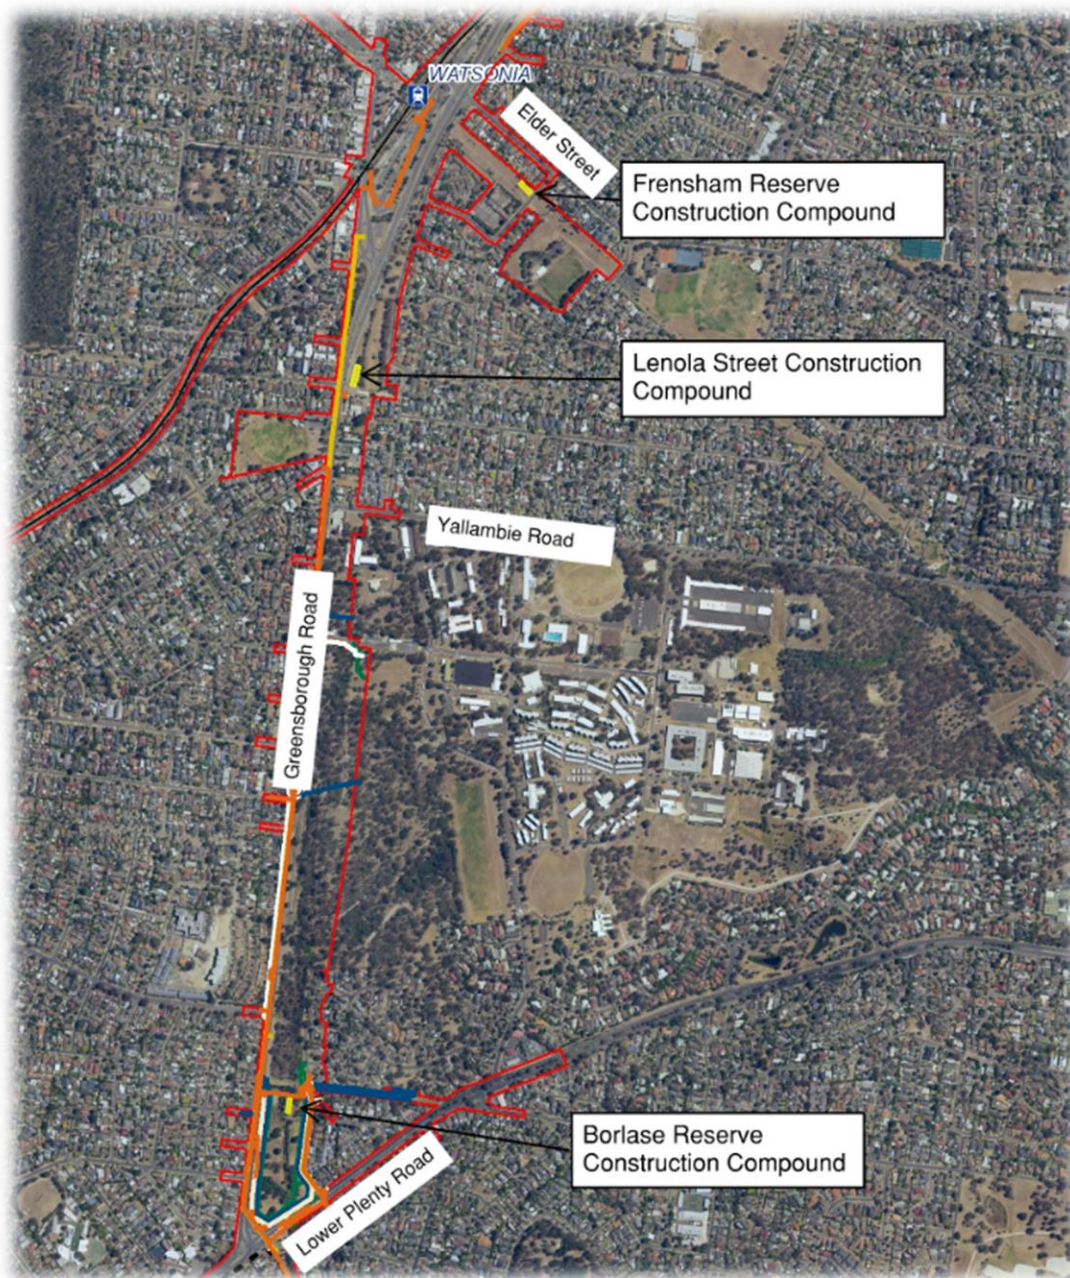 WATSONIA
Elder Street
Frensham Reserve
Construction Compound
Lenola Street Construction
Compound
Yallambie Road
Greensborough Road
Borlase Reserve
Construction Compound
Lower Plenty Road